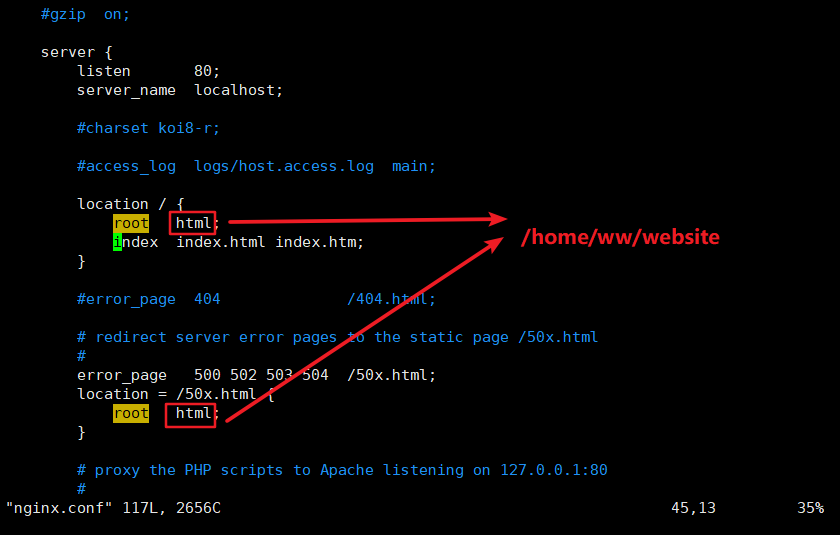 #gzip  on;
server {
listen       80;
server_name  localhost;
#charset koi8-r;
#access_log  logs/host.access.log  main;
location / {
root   html;
index  index.html index.htm;
/home/ww/website
}
#error_page  404              /404.html;
# redirect server error pages to the static page /50x.html
#
error_page   500 502 503 504  /50x.html;
location = /50x.html {
root   html;
}
# proxy the PHP scripts to Apache listening on 127.0.0.1:80
#
"nginx.conf" 117L, 2656C                                                  45,13         35%